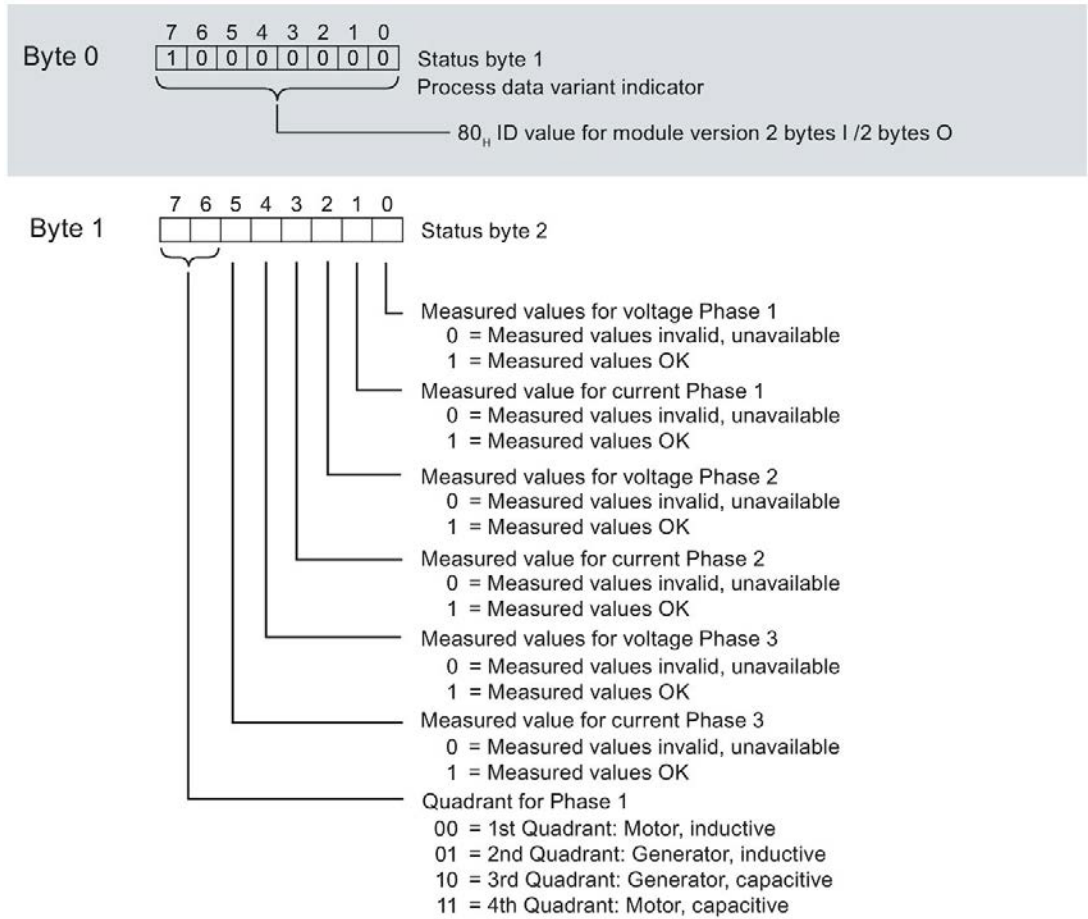 7 6 5 4 3 2 1 0
Byte 0 1 0 0 0 0 0 0 0 Status byte 1
Process data variant indicator
80H ID value for module version 2 bytes I /2 bytes O
7 6 5 4 3 2 1 0
Byte 1 Status byte 2
Measured values for voltage Phase 1
0 = Measured values invalid, unavailable
1 = Measured values OK
Measured value for current Phase 1
0 = Measured values invalid, unavailable
1 = Measured values OK
Measured values for voltage Phase 2
0 = Measured values invalid, unavailable
1 = Measured values OK
Measured value for current Phase 2
0 = Measured values invalid, unavailable
1 = Measured values OK
Measured values for voltage Phase 3
0 = Measured values invalid, unavailable
1 = Measured values OK
Measured value for current Phase 3
0 = Measured values invalid, unavailable
1 = Measured values OK
Quadrant for Phase 1
00 = 1st Quadrant: Motor, inductive
01 = 2nd Quadrant: Generator, inductive
10 = 3rd Quadrant: Generator, capacitive
11 = 4th Quadrant: Motor, capacitive